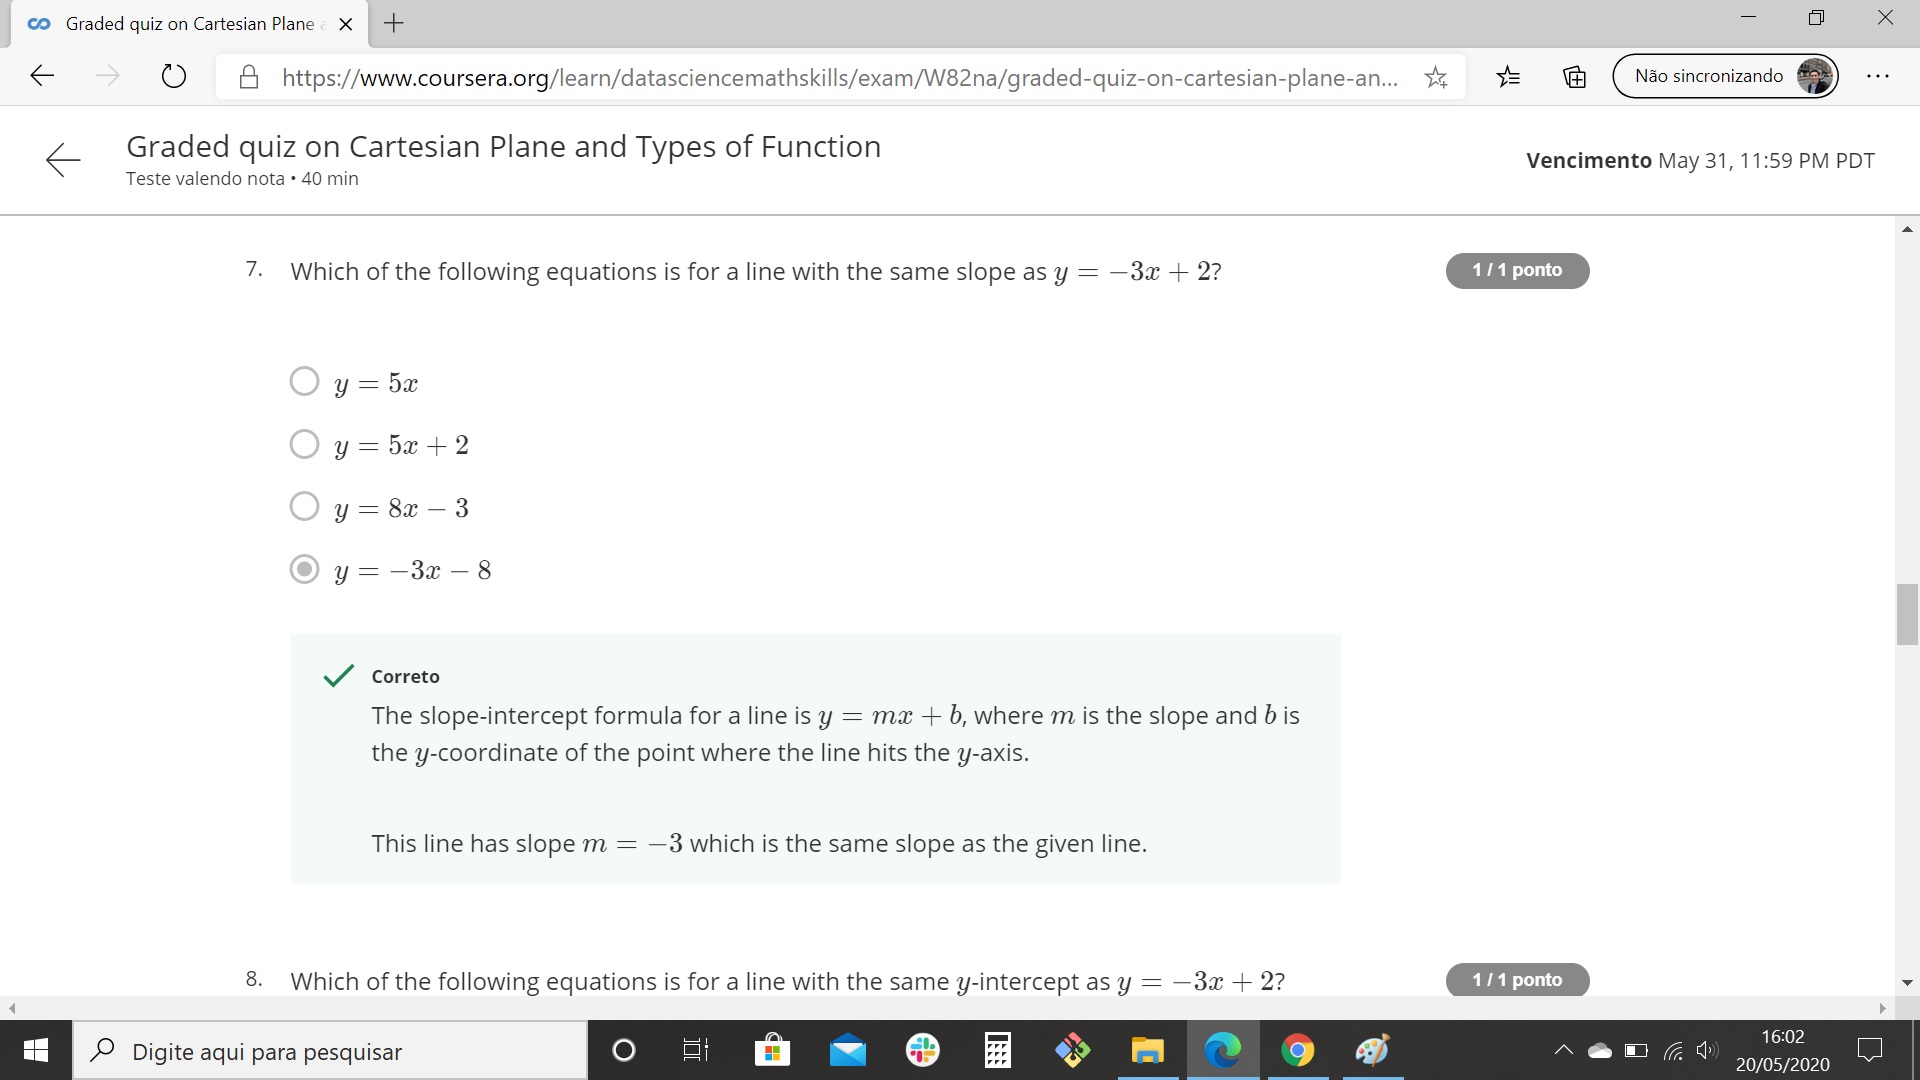 Graded quiz on Cartesian Plane a
https://www.coursera.org/learn/datasciencemathskills/exam/W82na/graded-quiz-on-cartesian-plane-an...
Não sincronizando
Graded quiz on Cartesian Plane and Types of Function
Teste valendo nota • 40 min
Vencimento May 31, 11:59 PM PDT
7. Which of the following equations is for a line with the same slope as y = −3x + 2?
1 / 1 ponto
y = 5x
y = 5x + 2
y = 8x − 3
y = −3x − 8
Correto
The slope-intercept formula for a line is y = mx + b, where m is the slope and b is
the y-coordinate of the point where the line hits the y-axis.
This line has slope m = −3 which is the same slope as the given line.
8. Which of the following equations is for a line with the same y-intercept as y = −3x + 2?
1 / 1 ponto
Digite aqui para pesquisar
16:02
20/05/2020